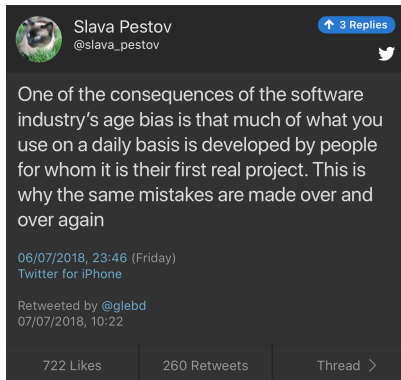 Slava Pestov
3 Replies
@slava_pestov
One of the consequences of the software
industry’s age bias is that much of what you
use on a daily basis is developed by people
for whom it is their first real project. This is
why the same mistakes are made over and
over again
06/07/2018, 23:46 (Friday)
Twitter for iPhone
Retweeted by @glebd
07/07/2018, 10:22
722 Likes 260 Retweets Thread